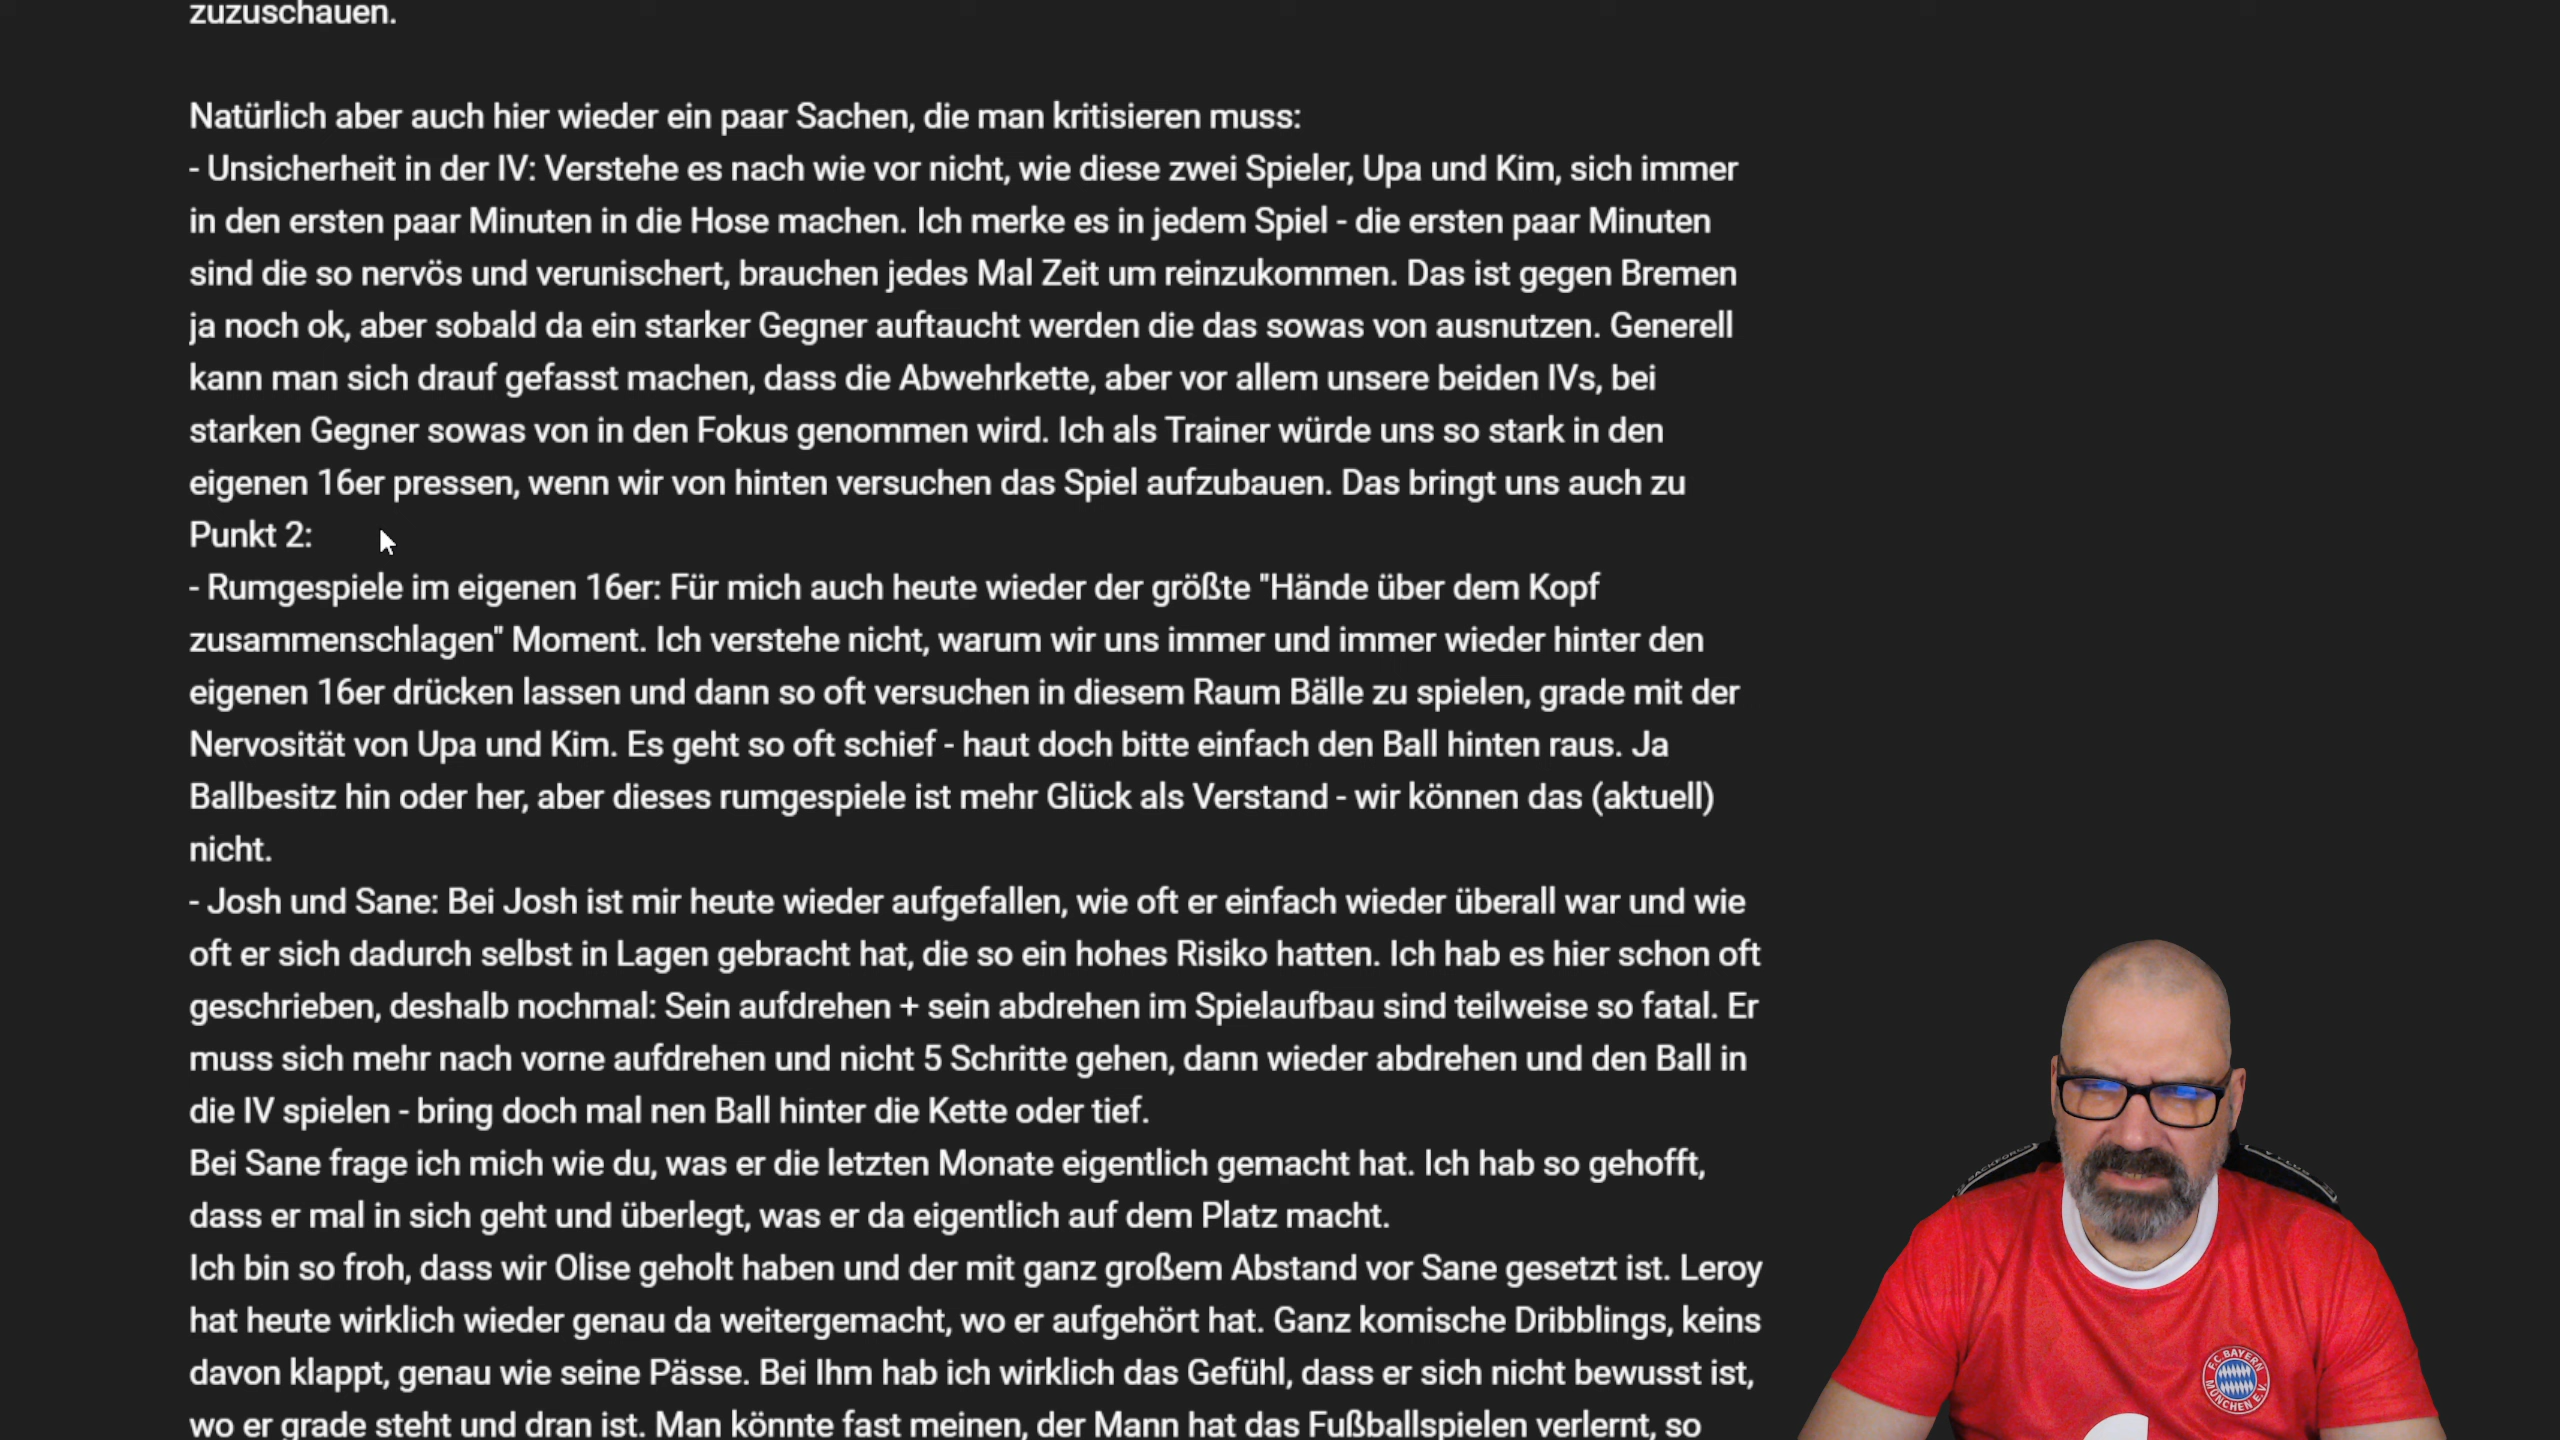 zuzuschauen.
Natürlich aber auch hier wieder ein paar Sachen, die man kritisieren muss:
- Unsicherheit in der IV: Verstehe es nach wie vor nicht, wie diese zwei Spieler, Upa und Kim, sich immer
in den ersten paar Minuten in die Hose machen. Ich merke es in jedem Spiel - die ersten paar Minuten
sind die so nervös und verunischert, brauchen jedes Mal Zeit um reinzukommen. Das ist gegen Bremen
ja noch ok, aber sobald da ein starker Gegner auftaucht werden die das sowas von ausnutzen. Generell
kann man sich drauf gefasst machen, dass die Abwehrkette, aber vor allem unsere beiden IVs, bei
starken Gegner sowas von in den Fokus genommen wird. Ich als Trainer würde uns so stark in den
eigenen 16er pressen, wenn wir von hinten versuchen das Spiel aufzubauen. Das bringt uns auch zu
Punkt 2:
- Rumgespiele im eigenen 16er: Für mich auch heute wieder der größte "Hände über dem Kopf
zusammenschlagen" Moment. Ich verstehe nicht, warum wir uns immer und immer wieder hinter den
eigenen 16er drücken lassen und dann so oft versuchen in diesem Raum Bälle zu spielen, grade mit der
Nervosität von Upa und Kim. Es geht so oft schief - haut doch bitte einfach den Ball hinten raus. Ja
Ballbesitz hin oder her, aber dieses rumgespiele ist mehr Glück als Verstand - wir können das (aktuell)
nicht.
- Josh und Sane: Bei Josh ist mir heute wieder aufgefallen, wie oft er einfach wieder überall war und wie
oft er sich dadurch selbst in Lagen gebracht hat, die so ein hohes Risiko hatten. Ich hab es hier schon oft
geschrieben, deshalb nochmal: Sein aufdrehen + sein abdrehen im Spielaufbau sind teilweise so fatal. Er
muss sich mehr nach vorne aufdrehen und nicht 5 Schritte gehen, dann wieder abdrehen und den Ball in
die IV spielen - bring doch mal nen Ball hinter die Kette oder tief.
Bei Sane frage ich mich wie du, was er die letzten Monate eigentlich gemacht hat. Ich hab so gehofft,
dass er mal in sich geht und überlegt, was er da eigentlich auf dem Platz macht.
Ich bin so froh, dass wir Olise geholt haben und der mit ganz großem Abstand vor Sane gesetzt ist. Leroy
hat heute wirklich wieder genau da weitergemacht, wo er aufgehört hat. Ganz komische Dribblings, keins
davon klappt, genau wie seine Pässe. Bei Ihm hab ich wirklich das Gefühl, dass er sich nicht bewusst ist,
wo er grade steht und dran ist. Man könnte fast meinen, der Mann hat das Fußballspielen verlernt, so
FC BAYERN
MÜNCHEN E.V.